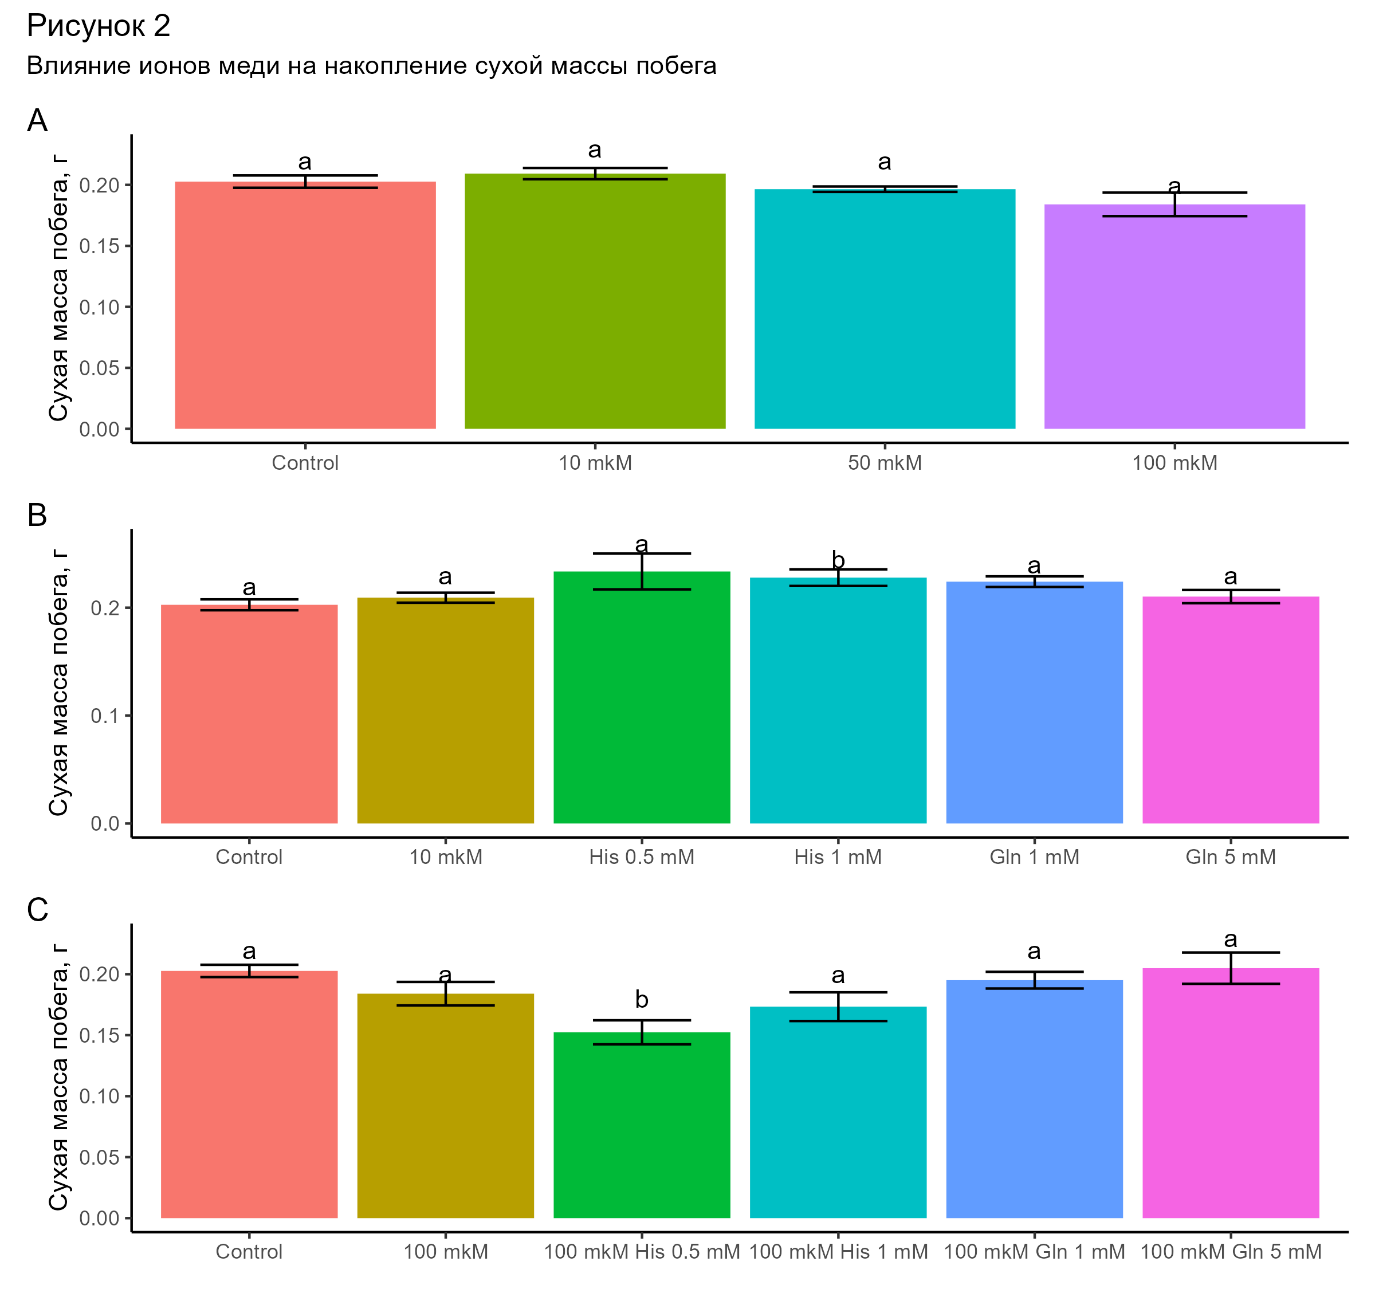 Рисунок 2
Влияние ионов меди на накопление сухой массы побега
A
Сухая масса побега, г
0.20
0.15
0.10
0.05
0.00
a
a
a
a
Control
10 mkM
50 mkM
100 mkM
B
Сухая масса побега, г
0.2
0.1
0.0
a
a
a
b
a
a
Control
10 mkM
His 0.5 mM
His 1 mM
Gln 1 mM
Gln 5 mM
C
Сухая масса побега, г
0.20
0.15
0.10
0.05
0.00
a
a
b
a
a
a
Control
100 mkM
100 mkM His 0.5 mM
100 mkM His 1 mM
100 mkM Gln 1 mM
100 mkM Gln 5 mM